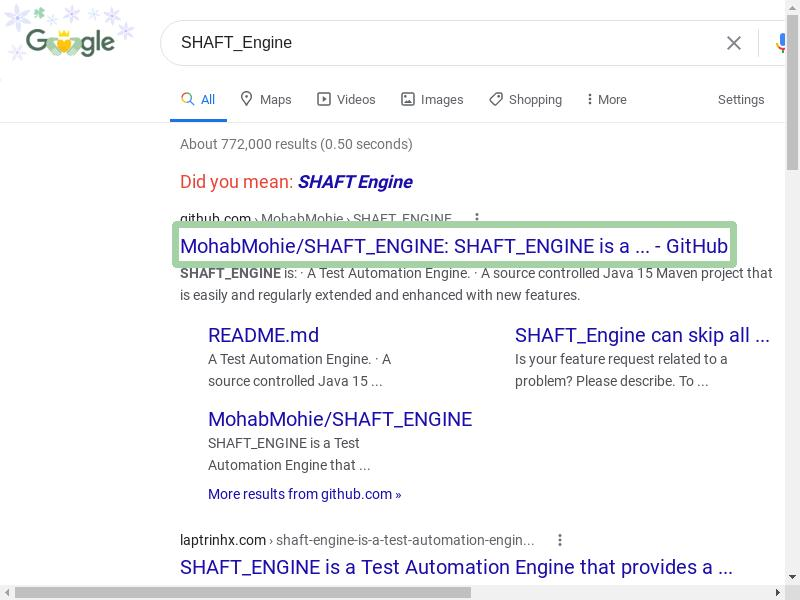 Google
SHAFT_Engine
All Maps Videos Images Shopping More Settings
About 772,000 results (0.50 seconds)
Did you mean: SHAFT Engine
github.com › MohabMohie › SHAFT_ENGINE
MohabMohie/SHAFT_ENGINE: SHAFT_ENGINE is a ... - GitHub
SHAFT_ENGINE is: · A Test Automation Engine. · A source controlled Java 15 Maven project that
is easily and regularly extended and enhanced with new features.
README.md
A Test Automation Engine. · A
source controlled Java 15 ...
SHAFT_Engine can skip all ...
Is your feature request related to a
problem? Please describe. To ...
MohabMohie/SHAFT_ENGINE
SHAFT_ENGINE is a Test
Automation Engine that ...
More results from github.com »
laptrinhx.com › shaft-engine-is-a-test-automation-engin...
SHAFT_ENGINE is a Test Automation Engine that provides a ...